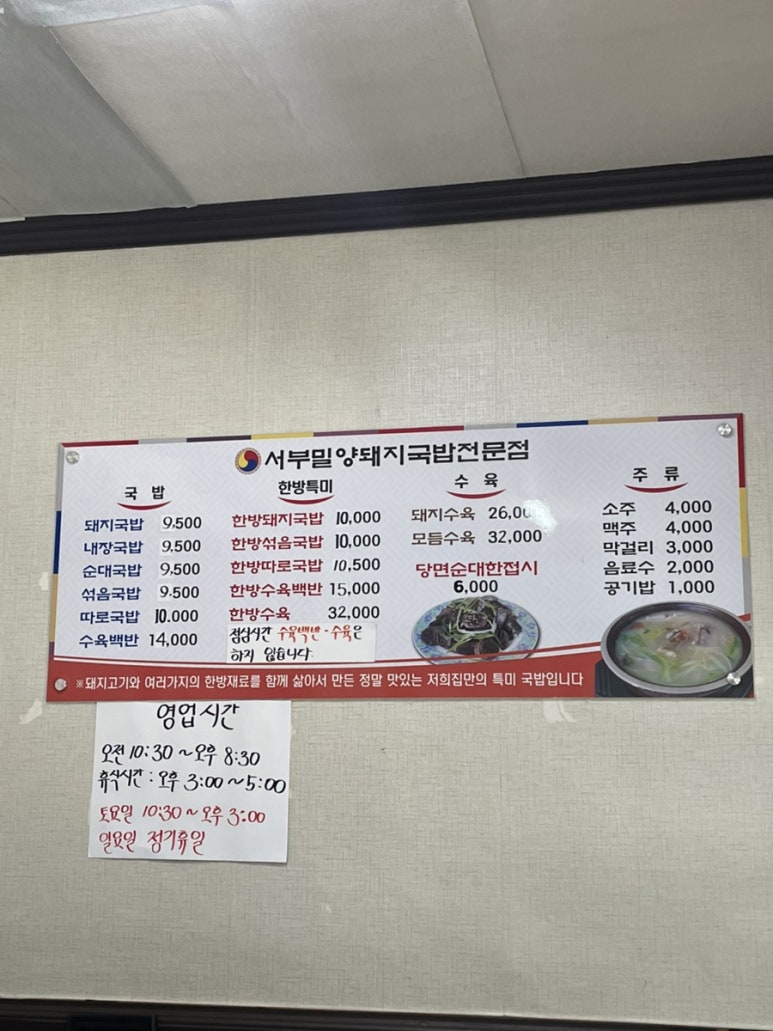 서부밀양돼지국밥전문점
국 밥
돼지국밥 9.500
내장국밥 9.500
순대국밥 9.500
섞음국밥 9.500
따로국밥 10.000
수육백반 14,000
한방특미
한방돼지국밥 10,000
한방섞음국밥 10,000
한방따로국밥 10,500
한방수육백반 15,000
한방수육 32,000
점심시간 수육백반 - 수육은
하지 않습니다.
수 육
돼지수육 26,000
모듬수육 32,000
당면순대한접시
6,000
주 류
소주 4,000
맥주 4,000
막걸리 3,000
음료수 2,000
공기밥 1,000
※돼지고기와 여러가지의 한방재료를 함께 삶아서 만든 정말 맛있는 저희집만의 특미 국밥입니다
영업시간
오전 10:30 ~ 오후 8:30
휴식시간 : 오후 3:00 ~ 5:00
토요일 10:30 ~ 오후 3:00
일요일 정기휴일